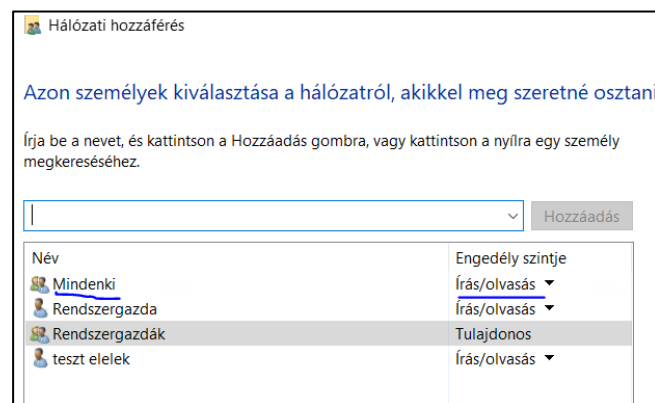 Hálózati hozzáférés
Azon személyek kiválasztása a hálózatról, akikkel meg szeretné osztani
Írja be a nevet, és kattintson a Hozzáadás gombra, vagy kattintson a nyílra egy személy
megkereséséhez.
Hozzáadás
Név Engedély szintje
Mindenki Írás/olvasás
Rendszergazda Írás/olvasás
Rendszergazdák Tulajdonos
teszt elelek Írás/olvasás